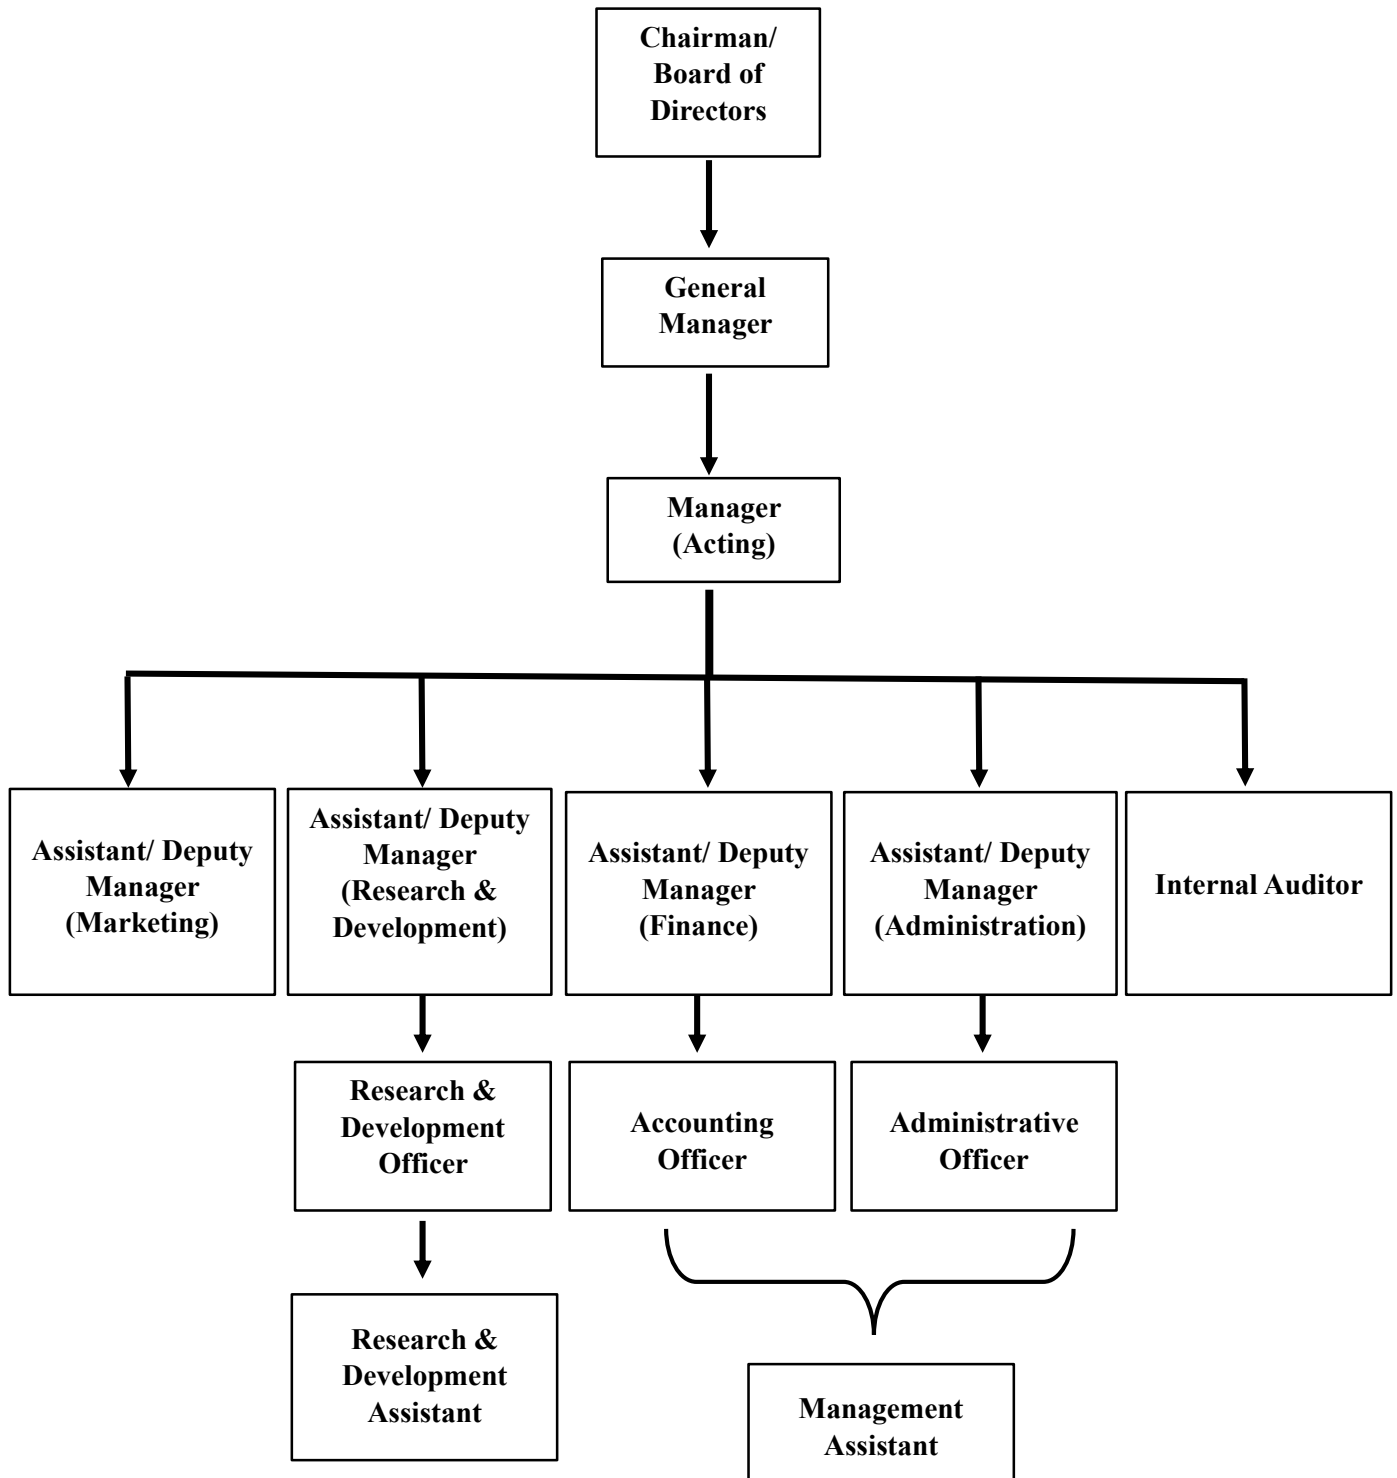 Chairman/
Board of
Directors
General
Manager
Manager
(Acting)
Assistant/ Deputy
Manager
(Marketing)
Assistant/ Deputy
Manager
(Research &
Development)
Assistant/ Deputy
Manager
(Finance)
Assistant/ Deputy
Manager
(Administration)
Internal Auditor
Research &
Development
Officer
Accounting
Officer
Administrative
Officer
Research &
Development
Assistant
Management
Assistant